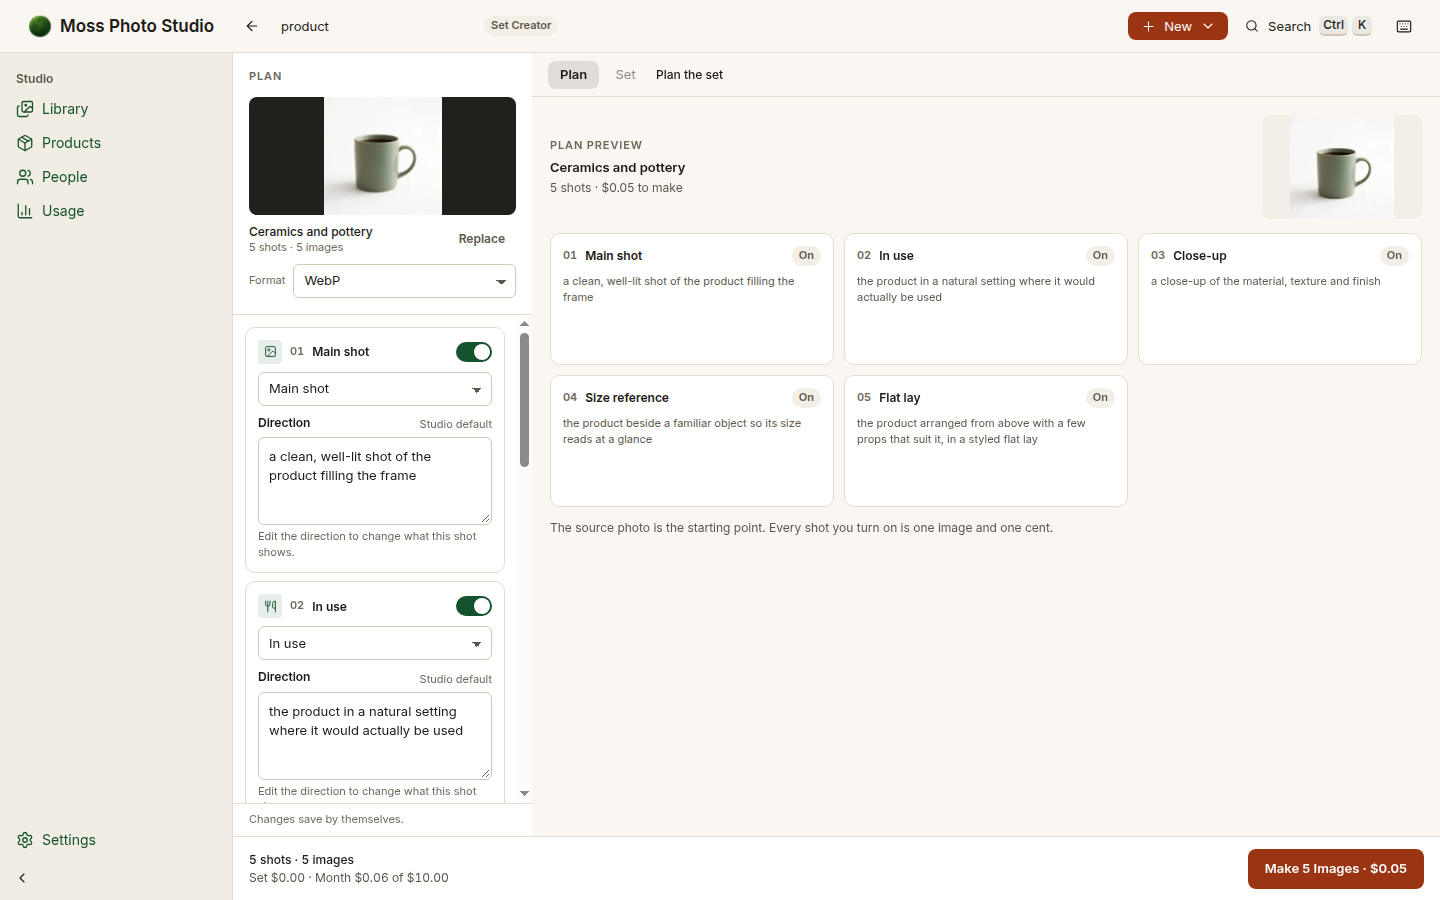 Moss Photo Studio
product
Set Creator
New
Search Ctrl K
Studio
Library
Products
People
Usage
Settings
PLAN
Ceramics and pottery
5 shots · 5 images
Replace
Format
WebP
01 Main shot
Main shot
Direction
Studio default
a clean, well-lit shot of the
product filling the frame
Edit the direction to change what this shot
shows.
02 In use
In use
Direction
Studio default
the product in a natural setting
where it would actually be used
Edit the direction to change what this shot
Changes save by themselves.
Plan
Set
Plan the set
PLAN PREVIEW
Ceramics and pottery
5 shots · $0.05 to make
01 Main shot
On
a clean, well-lit shot of the product filling the
frame
02 In use
On
the product in a natural setting where it would
actually be used
03 Close-up
On
a close-up of the material, texture and finish
04 Size reference
On
the product beside a familiar object so its size
reads at a glance
05 Flat lay
On
the product arranged from above with a few
props that suit it, in a styled flat lay
The source photo is the starting point. Every shot you turn on is one image and one cent.
5 shots · 5 images
Set $0.00 · Month $0.06 of $10.00
Make 5 Images · $0.05